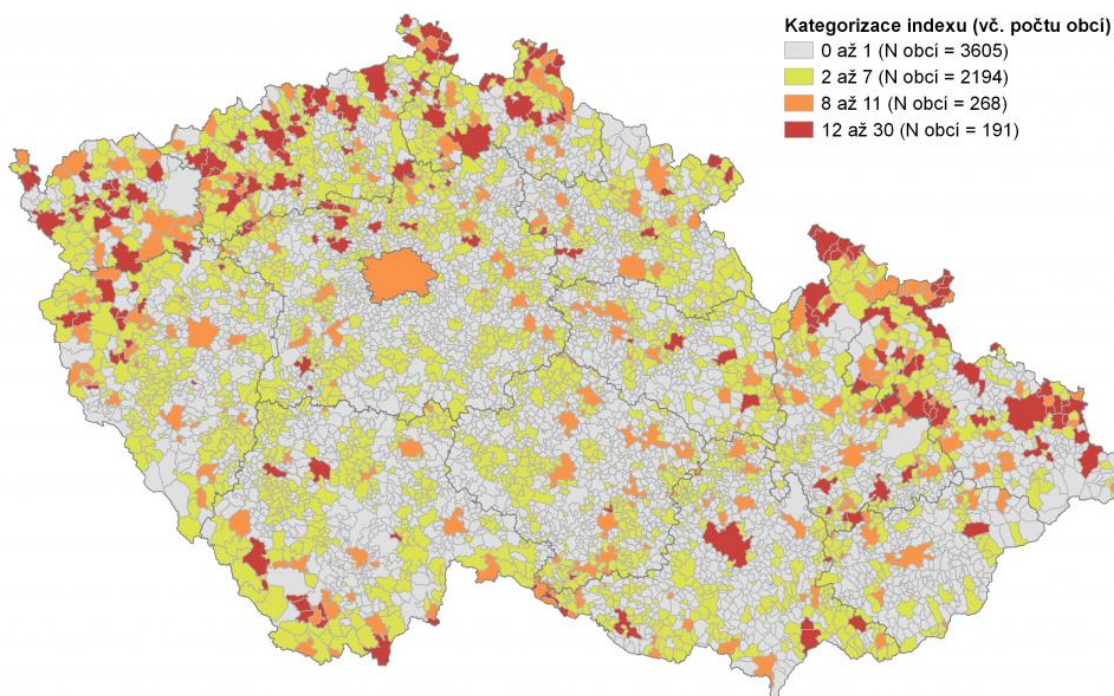 Kategorizace indexu (vč. počtu obcí)
0 až 1 (N obcí = 3605)
2 až 7 (N obcí = 2194)
8 až 11 (N obcí = 268)
12 až 30 (N obcí = 191)